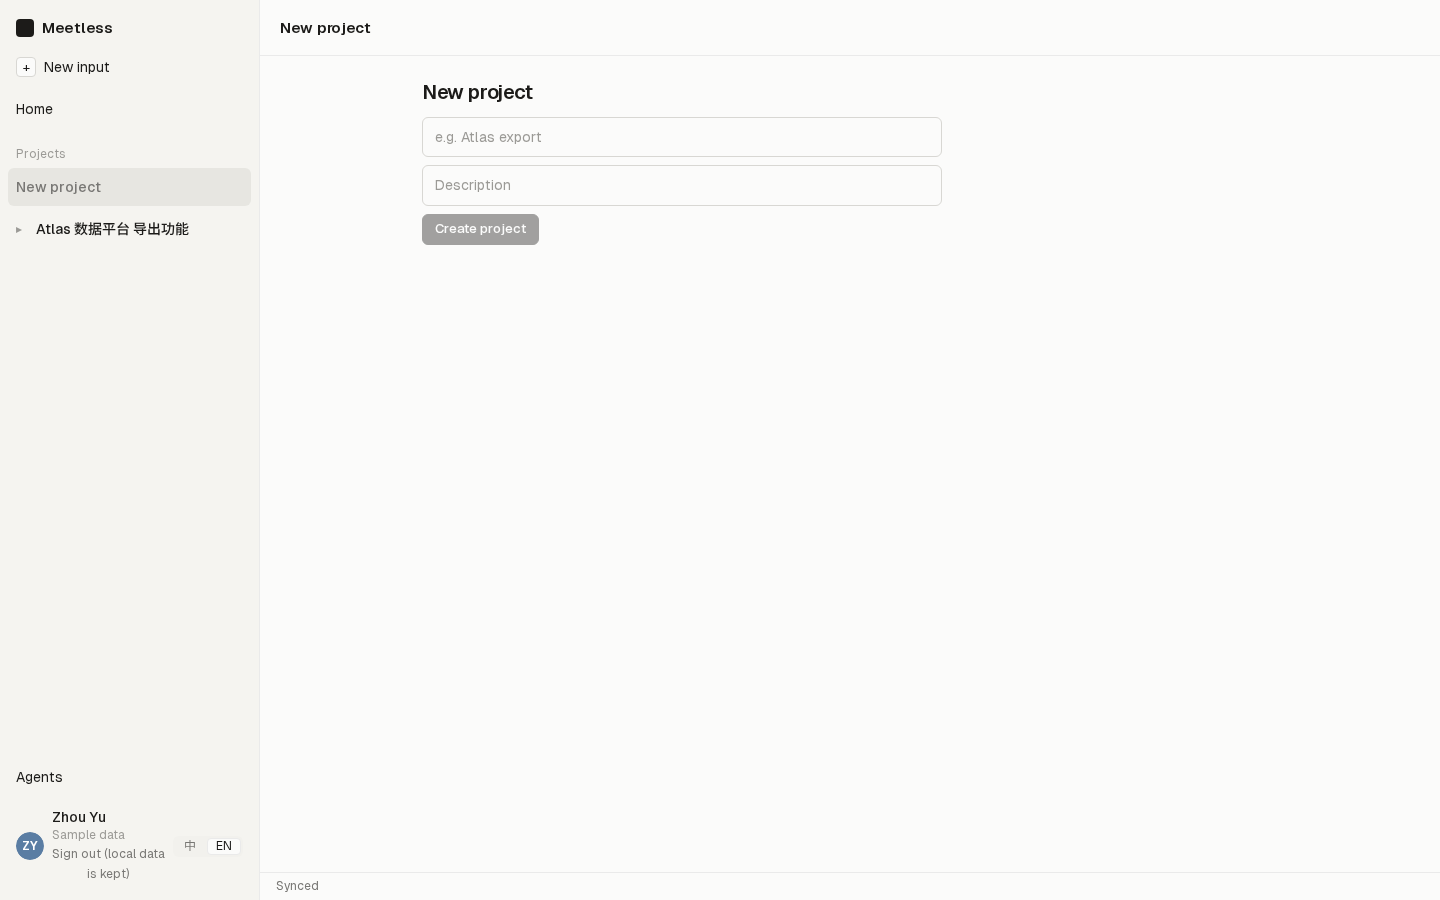 Meetless
+ New input
Home
Projects
New project
▸ Atlas 数据平台 导出功能
Agents
ZY
Zhou Yu
Sample data
Sign out (local data
is kept)
中 EN
New project
New project
e.g. Atlas export
Description
Create project
Synced